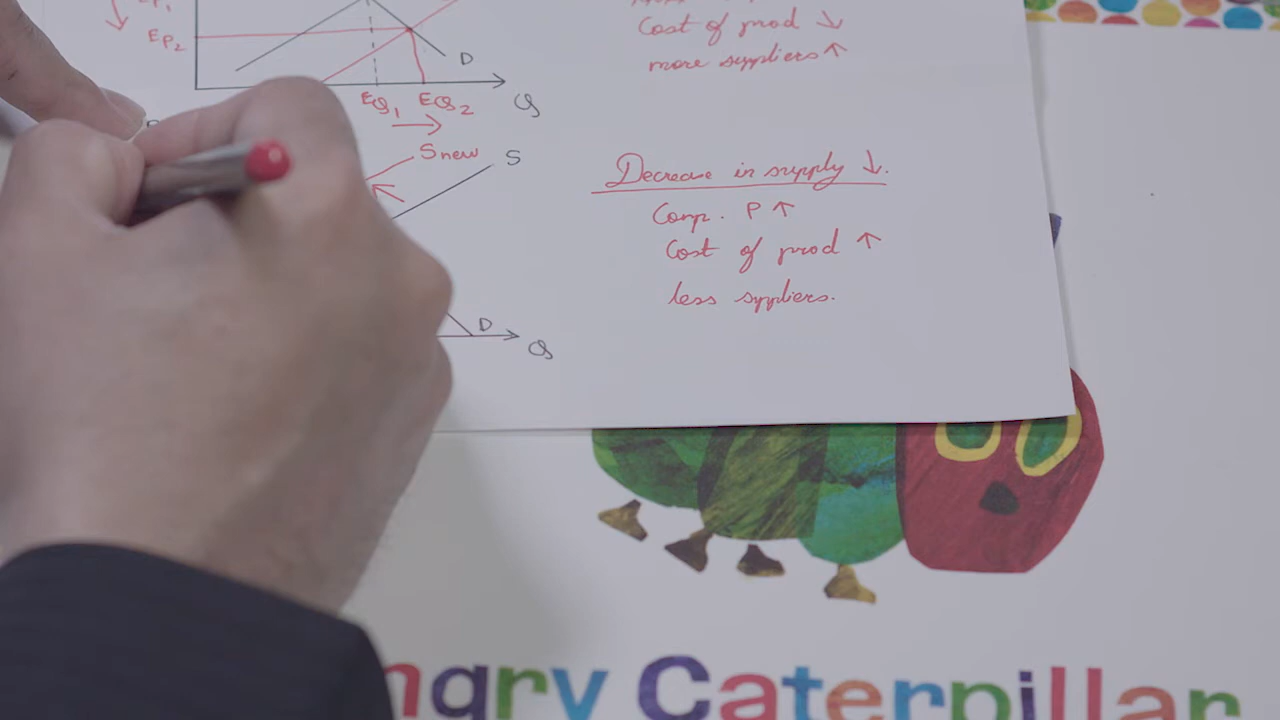 EP2
D
EQ1 EQ2
Q
Cost of prod ↓
more suppliers ↑
Snew
S
D
Q
Decrease in supply ↓.
Comp. P ↑
Cost of prod ↑
less syppliers.
ngry Caterpillar